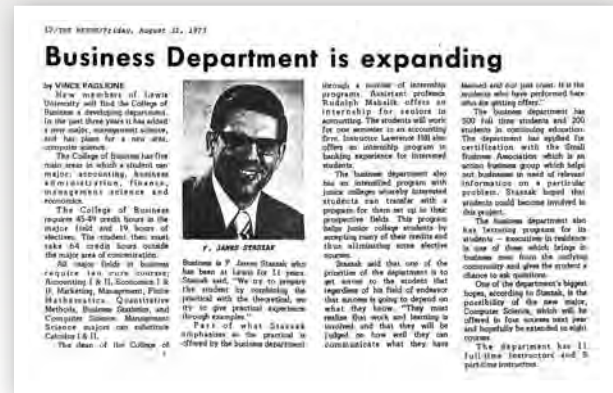 Business Department is expanding
by VINCE PAGLIONE
New members of Lewis
University will find the College of
Business a developing department.
In the past three years it has added
a new major, management science,
and has plans for a new area,
computer science.
The College of Business has five
main areas in which a student can
major: accounting, business
administration, finance,
management science and
economics.
The College of Business
requires 45-49 credit hours in the
major field and 19 hours of
electives. The student then must
take 64 credit hours outside
the major area of concentration.
All major fields in business
require ten core courses:
Accounting I & II, Economics I &
II, Marketing, Management, Finite
Mathematics, Quantitative
Methods, Business Statistics, and
Computer Science. Management
Science majors can substitute
Calculus I & II.
The dean of the College of
F. JAMES STASZAK
Business is F. James Staszak who
has been at Lewis for 11 years.
Staszak said, "We try to prepare
the student by combining the
practical with the theoretical, we
try to give practical experience
through examples."
Part of what Staszak
emphasizes as the practical is
offered by the business department
through a number of internship
programs. Assistant professor
Rudolph offers an
internship for seniors in
accounting. The students will work
for one semester in an accounting
firm. Instructor Lawrence Hill also
offers an internship program in
banking experience for interested
students.
The business department also
has an intensified program with
junior colleges whereby interested
students can transfer with a
program for them set up in their
prospective fields. This program
helps junior college students by
accepting many of their credits and
thus eliminating some elective
courses.
Staszak said that one of the
priorities of the department is to
get across to the student that
regardless of his field of endeavor
that success is going to depend on
what they know. "They must
realize that work and learning is
involved and that they will be
judged on how well they can
communicate what they have
learned and not just coast. It is the
students who have performed here
who are getting offers."
The business department has
500 full time students and 200
students in continuing education.
The department has applied for
certification with the Small
Business Association which is an
action business group which helps
out businesses in need of relevant
information on a particular
problem. Staszak hoped that
students could become involved in
this project.
The business department also
has lecturing programs for its
students – executives in residence
is one of these which brings in
business men from the outlying
community and gives the student a
chance to ask questions.
One of the department's biggest
hopes, according to Staszak, is the
possibility of the new major,
Computer Science, which will be
offered in four courses next year
and hopefully be extended to eight
courses.
The department has 11
full-time instructors and
part-time instructors.